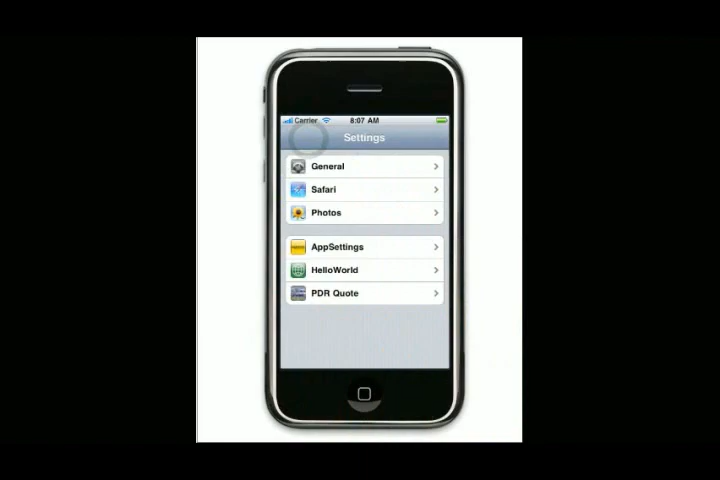 Carrier 8:07 AM
Settings
General
Safari
Photos
AppSettings
HelloWorld
PDR Quote